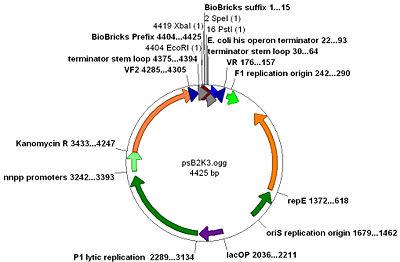 BioBricks suffix 1...15
4419 XbaI (1)
2 SpeI (1)
BioBricks Prefix 4404...4425
16 PstI (1)
4404 EcoRI (1)
E. coli his operon terminator 22...93
terminator stem loop 4375...4394
terminator stem loop 30...64
VF2 4285...4305
VR 176...157
F1 replication origin 242...290
Kanomycin R 3433...4247
psB2K3.ogg
4425 bp
nnpp promoters 3242...3393
repE 1372...618
oriS replication origin 1679...1462
P1 lytic replication 2289...3134
lacOP 2036...2211